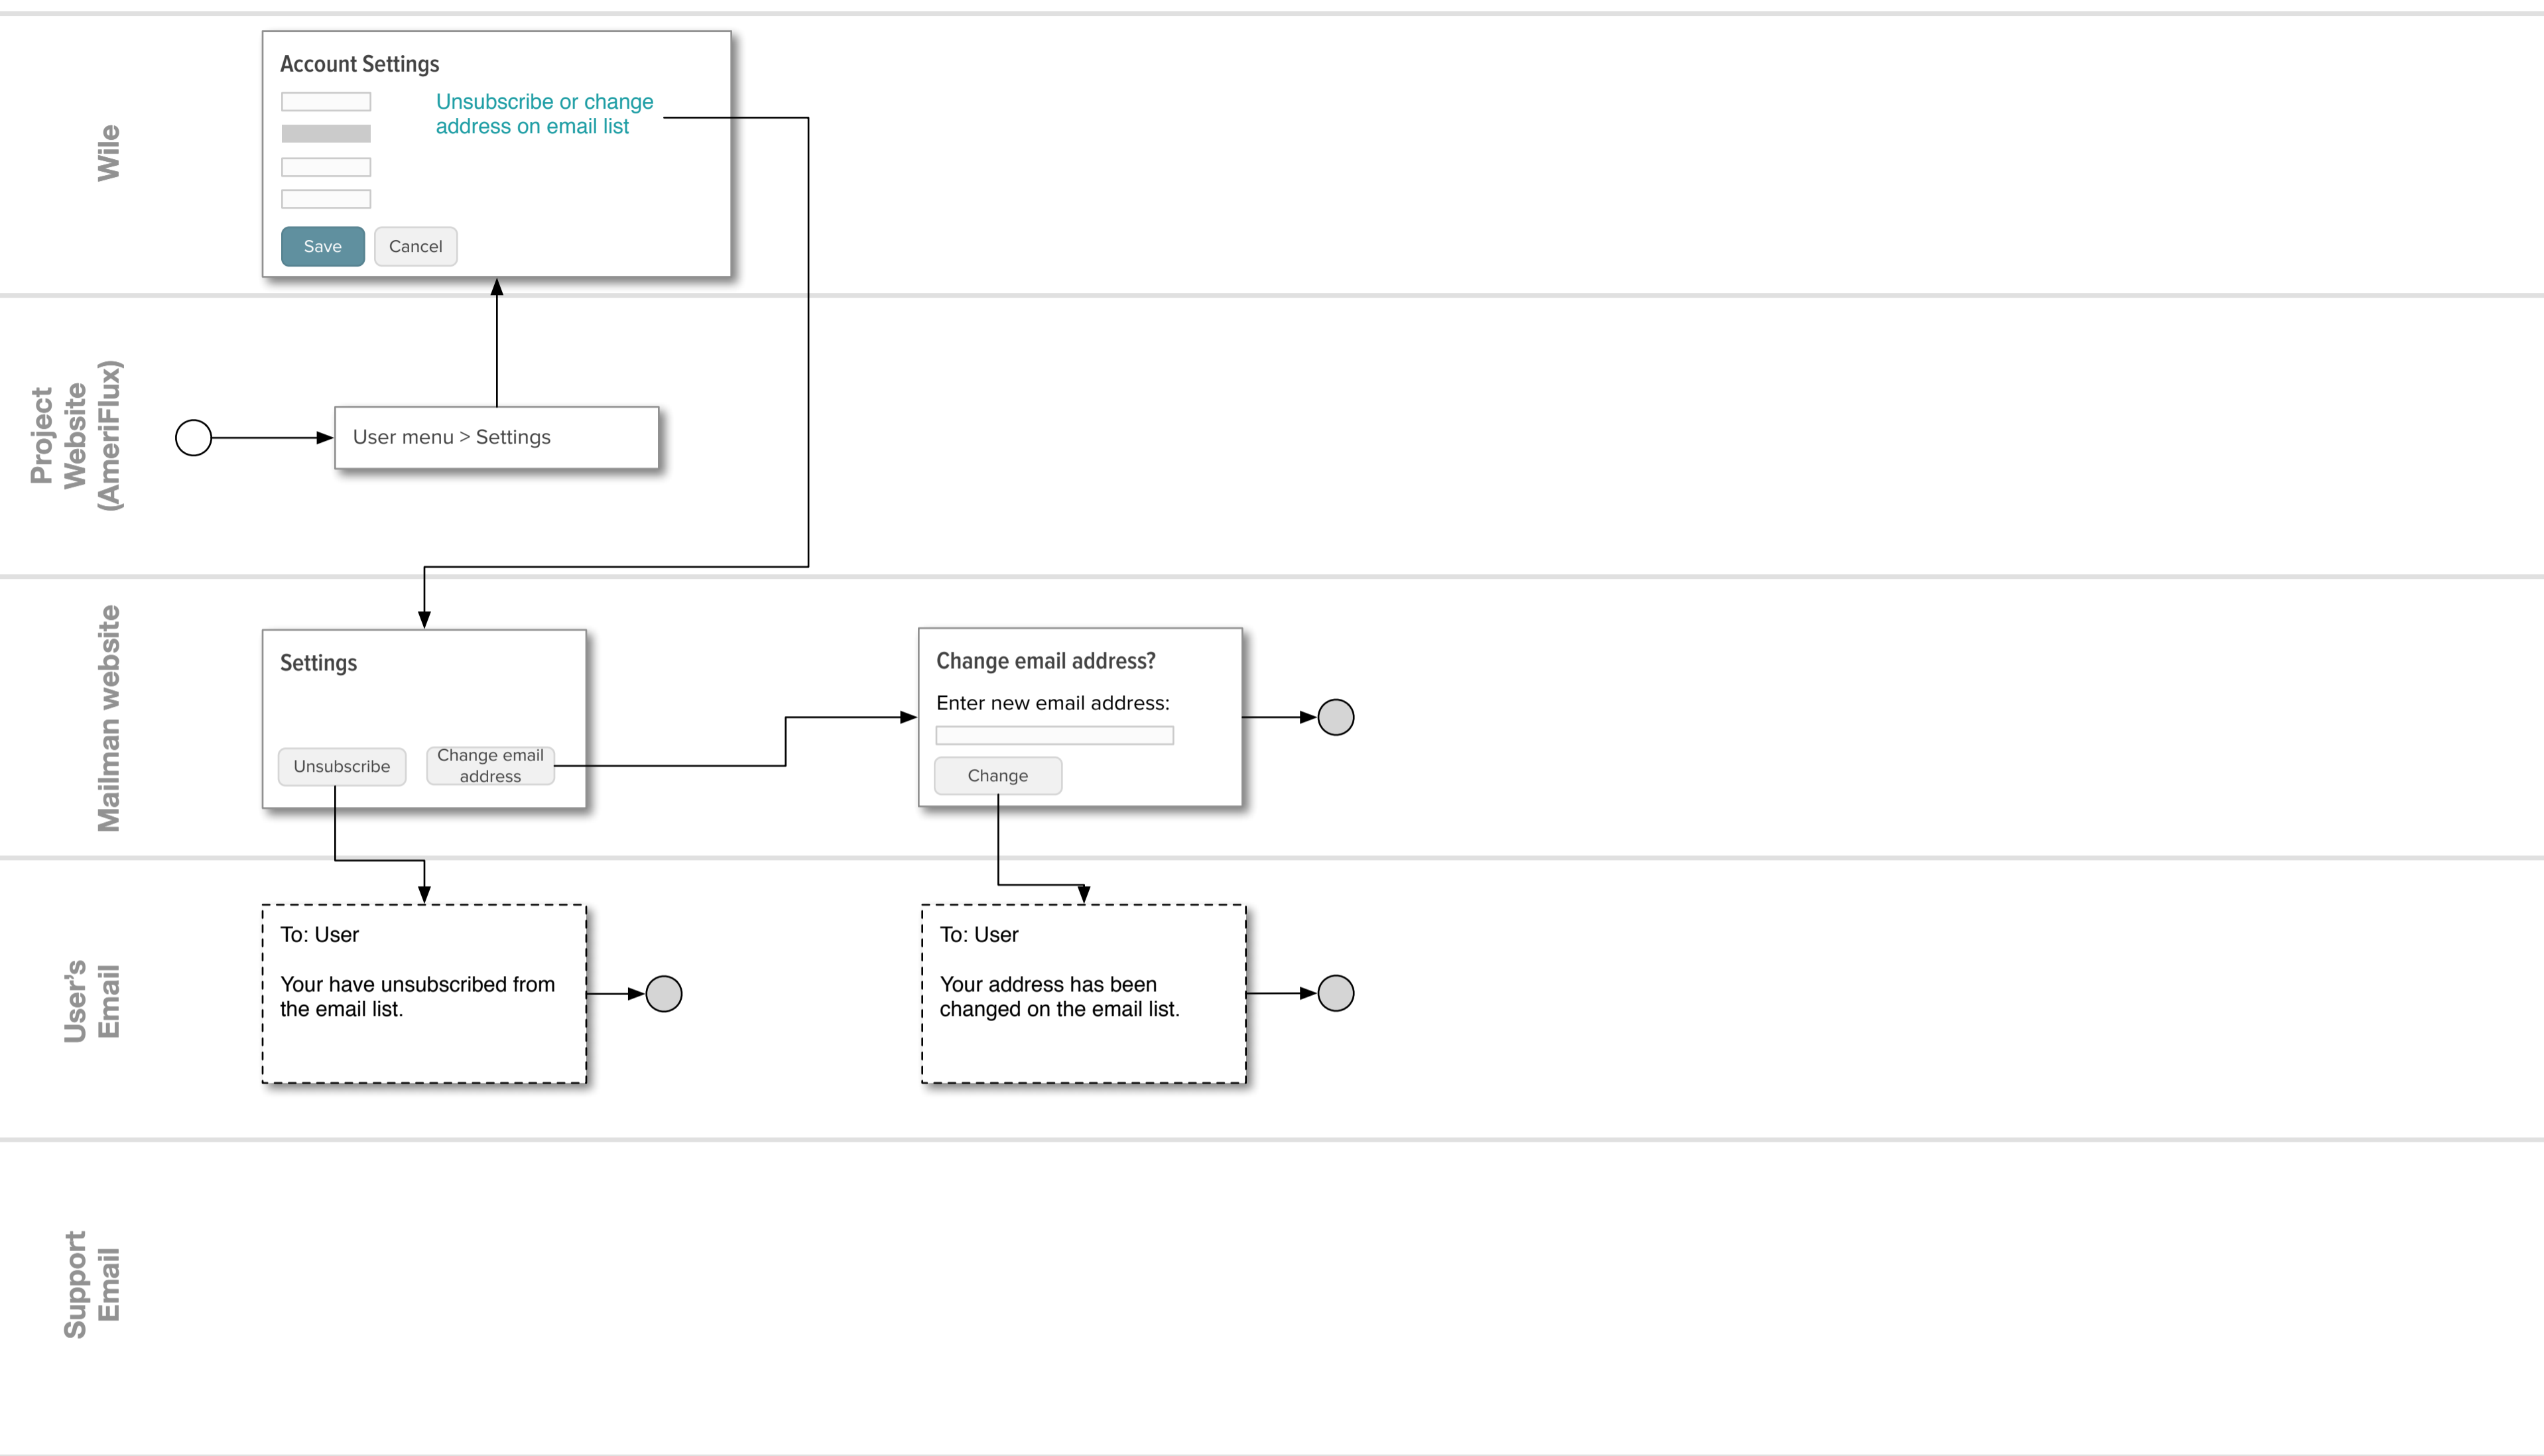 Wile
Account Settings
Unsubscribe or change
address on email list
Save
Cancel
Project
Website
(AmeriFlux)
User menu > Settings
Mailman website
Settings
Unsubscribe
Change email
address
Change email address?
Enter new email address:
Change
User's
Email
To: User
Your have unsubscribed from
the email list.
To: User
Your address has been
changed on the email list.
Support
Email